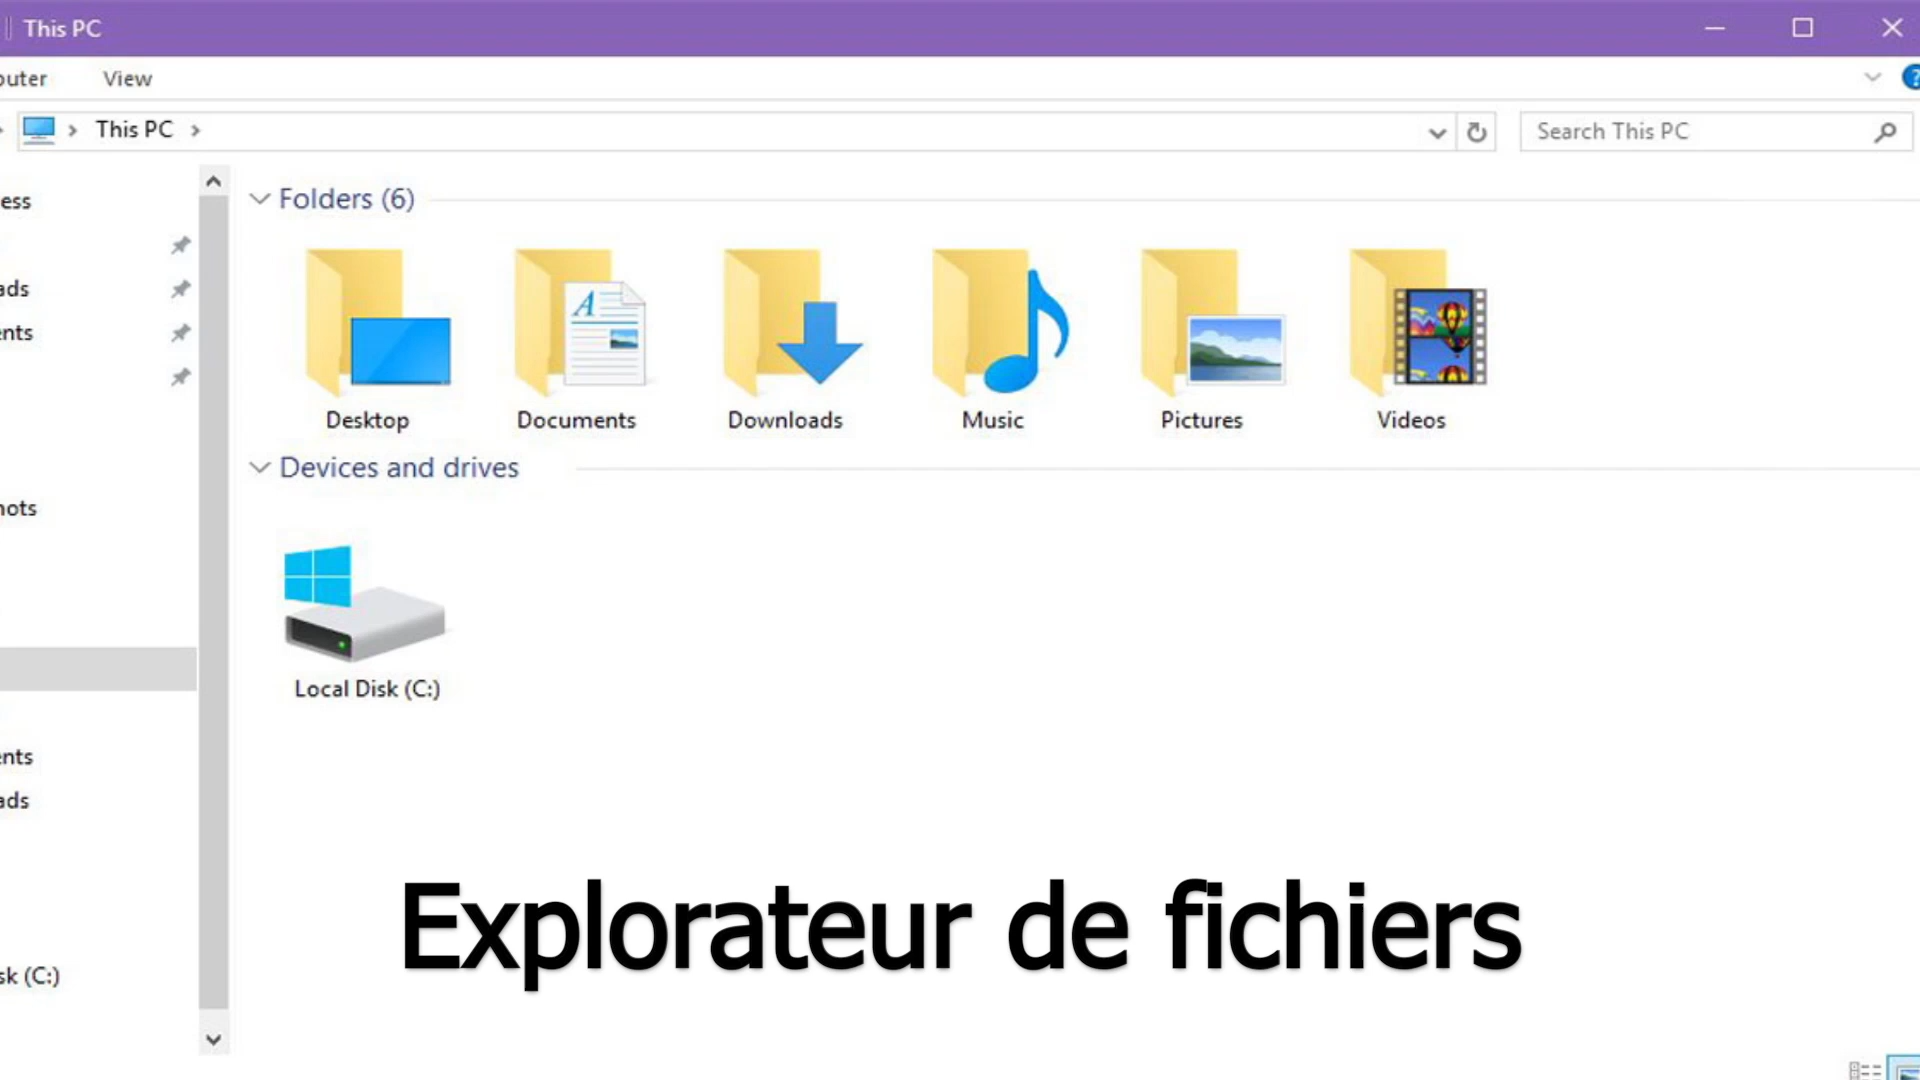 This PC
View
This PC
Search This PC
Folders (6)
Desktop Documents Downloads Music Pictures Videos
Devices and drives
Local Disk (C:)
(C:)
Explorateur de fichiers